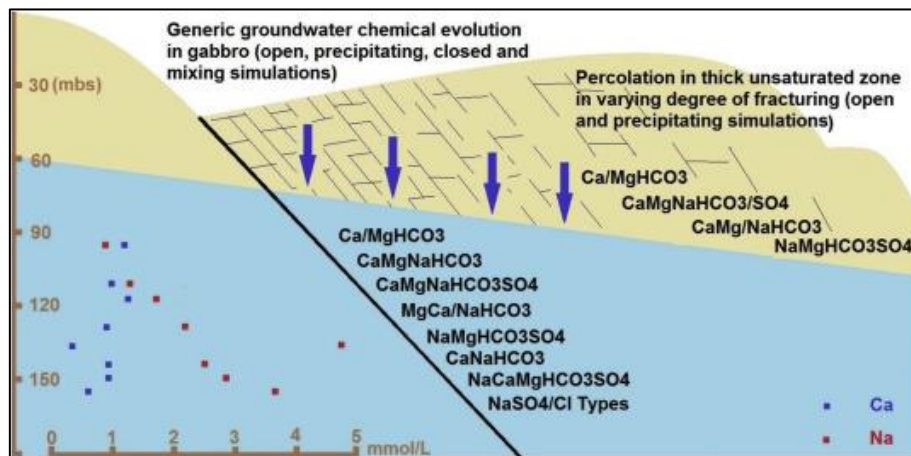 Generic groundwater chemical evolution
in gabbro (open, precipitating, closed and
mixing simulations)
30 (mbs)
Percolation in thick unsaturated zone
in varying degree of fracturing (open
and precipitating simulations)
60
Ca/MgHCO3
CaMgNaHCO3/SO4
CaMg/NaHCO3
NaMgHCO3SO4
90
Ca/MgHCO3
CaMgNaHCO3
CaMgNaHCO3SO4
MgCa/NaHCO3
NaMgHCO3SO4
CaNaHCO3
NaCaMgHCO3SO4
NaSO4/Cl Types
120
150
Ca
Na
0 1 2 3 4 5 mmol/L